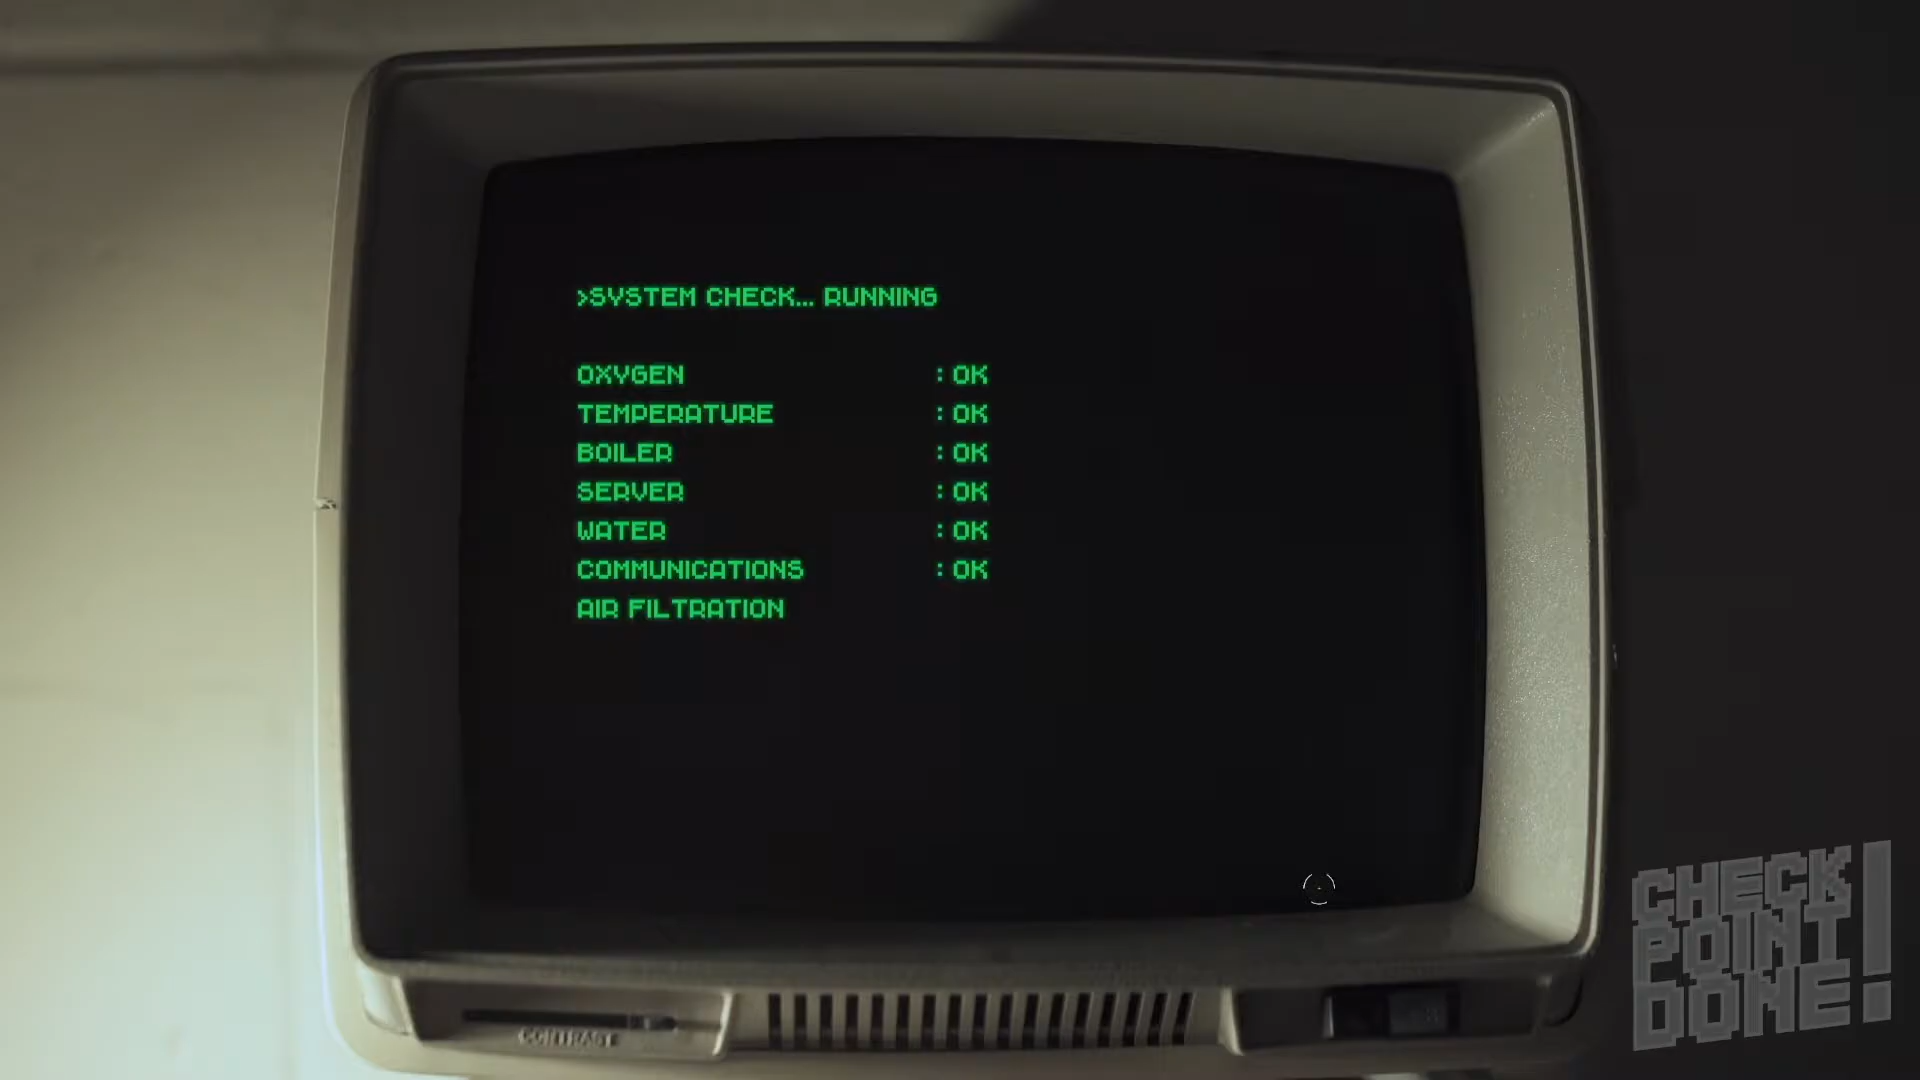 >SYSTEM CHECK... RUNNING
OXYGEN : OK
TEMPERATURE : OK
BOILER : OK
SERVER : OK
WATER : OK
COMMUNICATIONS : OK
AIR FILTRATION
CONTRAST
CHECK
POINT
DONE!